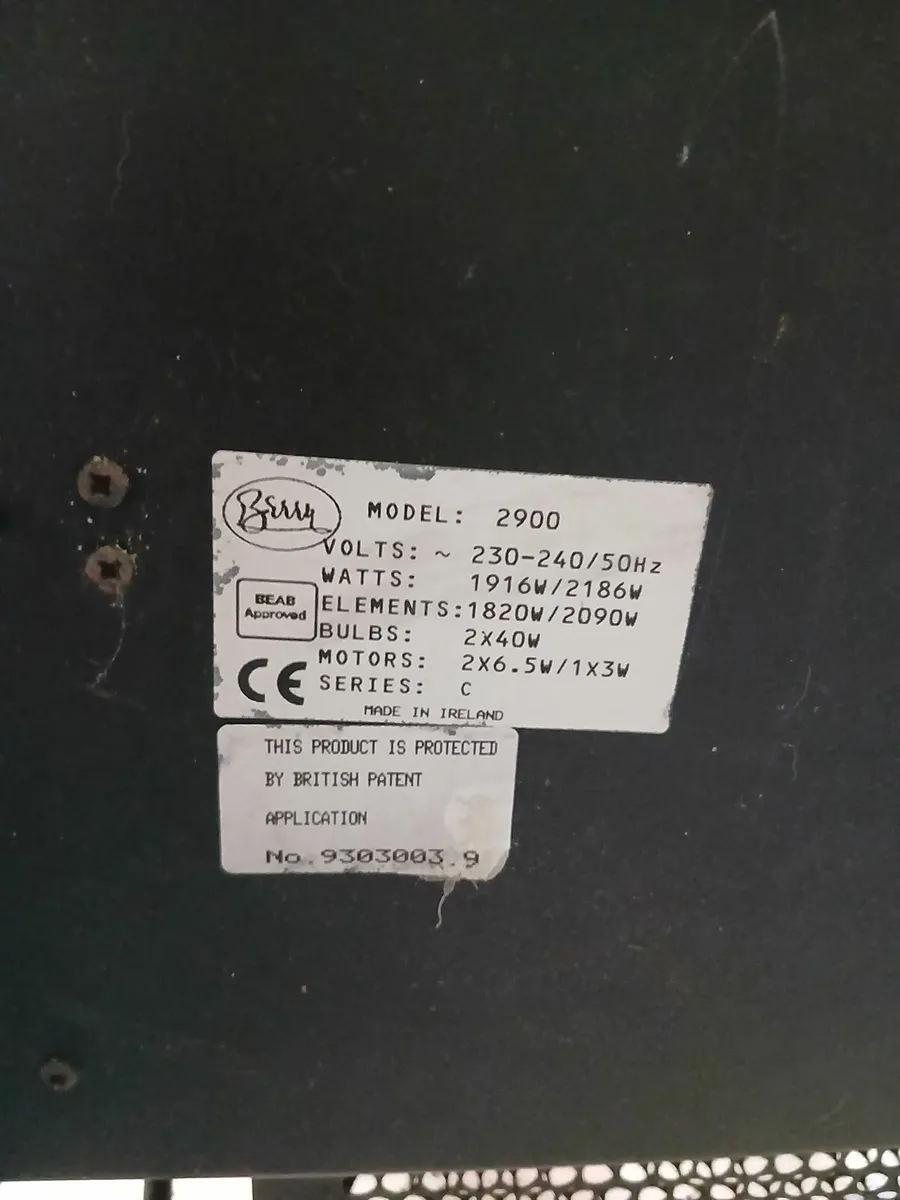 Berry
MODEL: 2900
VOLTS: ~ 230-240/50Hz
WATTS: 1916W/2186W
BEAB
Approved
ELEMENTS:1820W/2090W
BULBS: 2X40W
MOTORS: 2X6.5W/1X3W
CE
SERIES: C
MADE IN IRELAND
THIS PRODUCT IS PROTECTED
BY BRITISH PATENT
APPLICATION
No.9303003.9